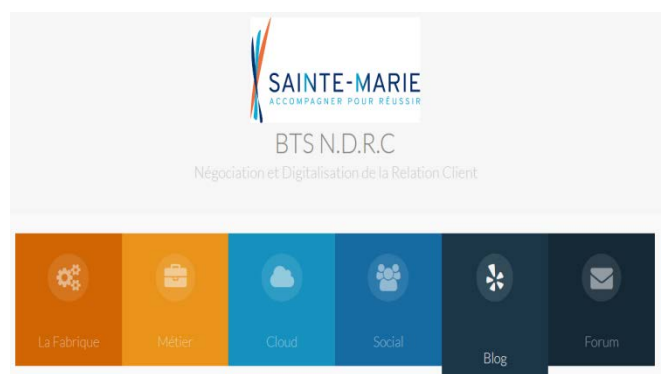 SAINTE-MARIE
ACCOMPAGNER POUR RÉUSSIR
BTS N.D.R.C
Négociation et Digitalisation de la Relation Client
La Fabrique
Métier
Cloud
Social
Blog
Forum